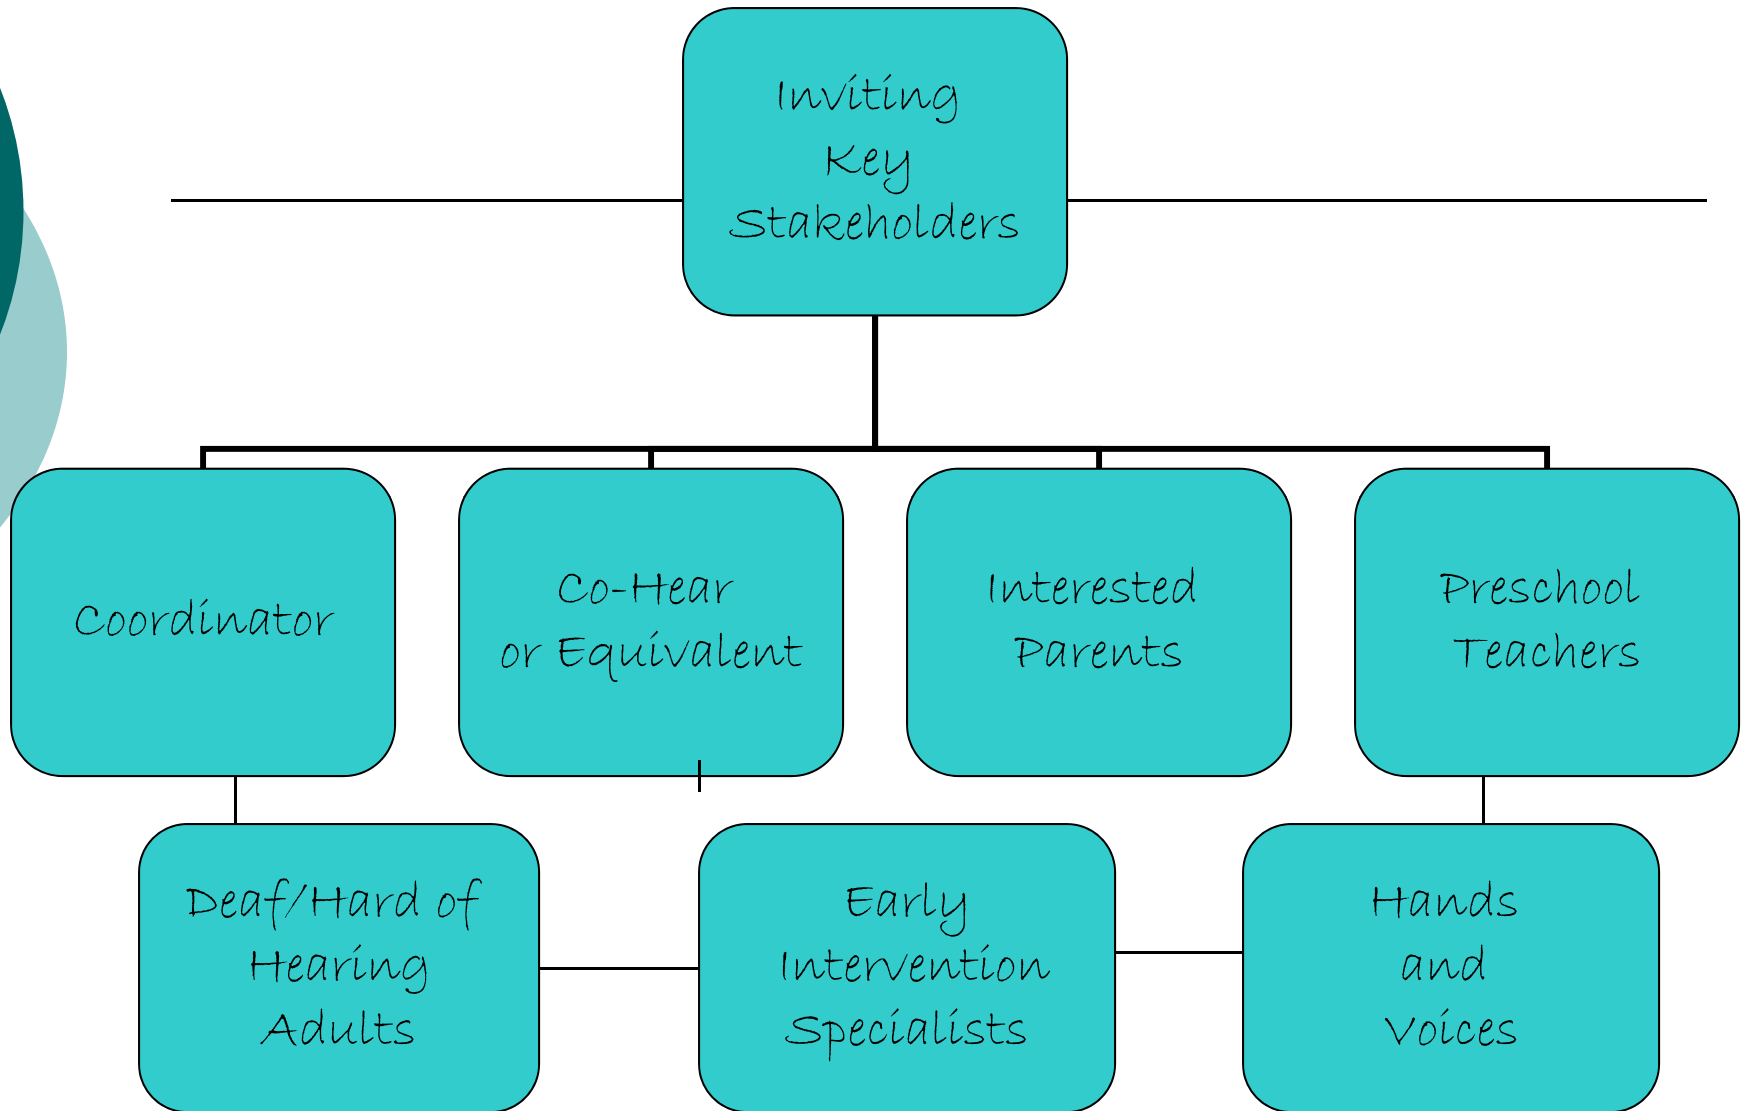 Inviting
Key
Stakeholders
Coordinator
Co-Hear
or Equivalent
Interested
Parents
Preschool
Teachers
Deaf/Hard of
Hearing
Adults
Early
Intervention
Specialists
Hands
and
Voices